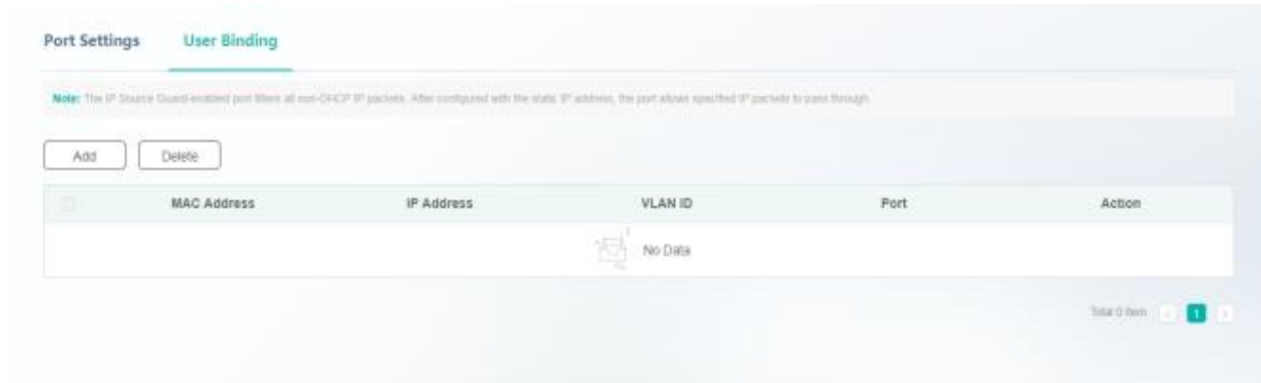 Port Settings User Binding
Note: The IP Source Guard-enabled port filters all non-DHCP IP packets. After configured with the static IP address, the port allows specified IP packets to pass through.
Add Delete
MAC Address IP Address VLAN ID Port Action
No Data
Total 0 item 1